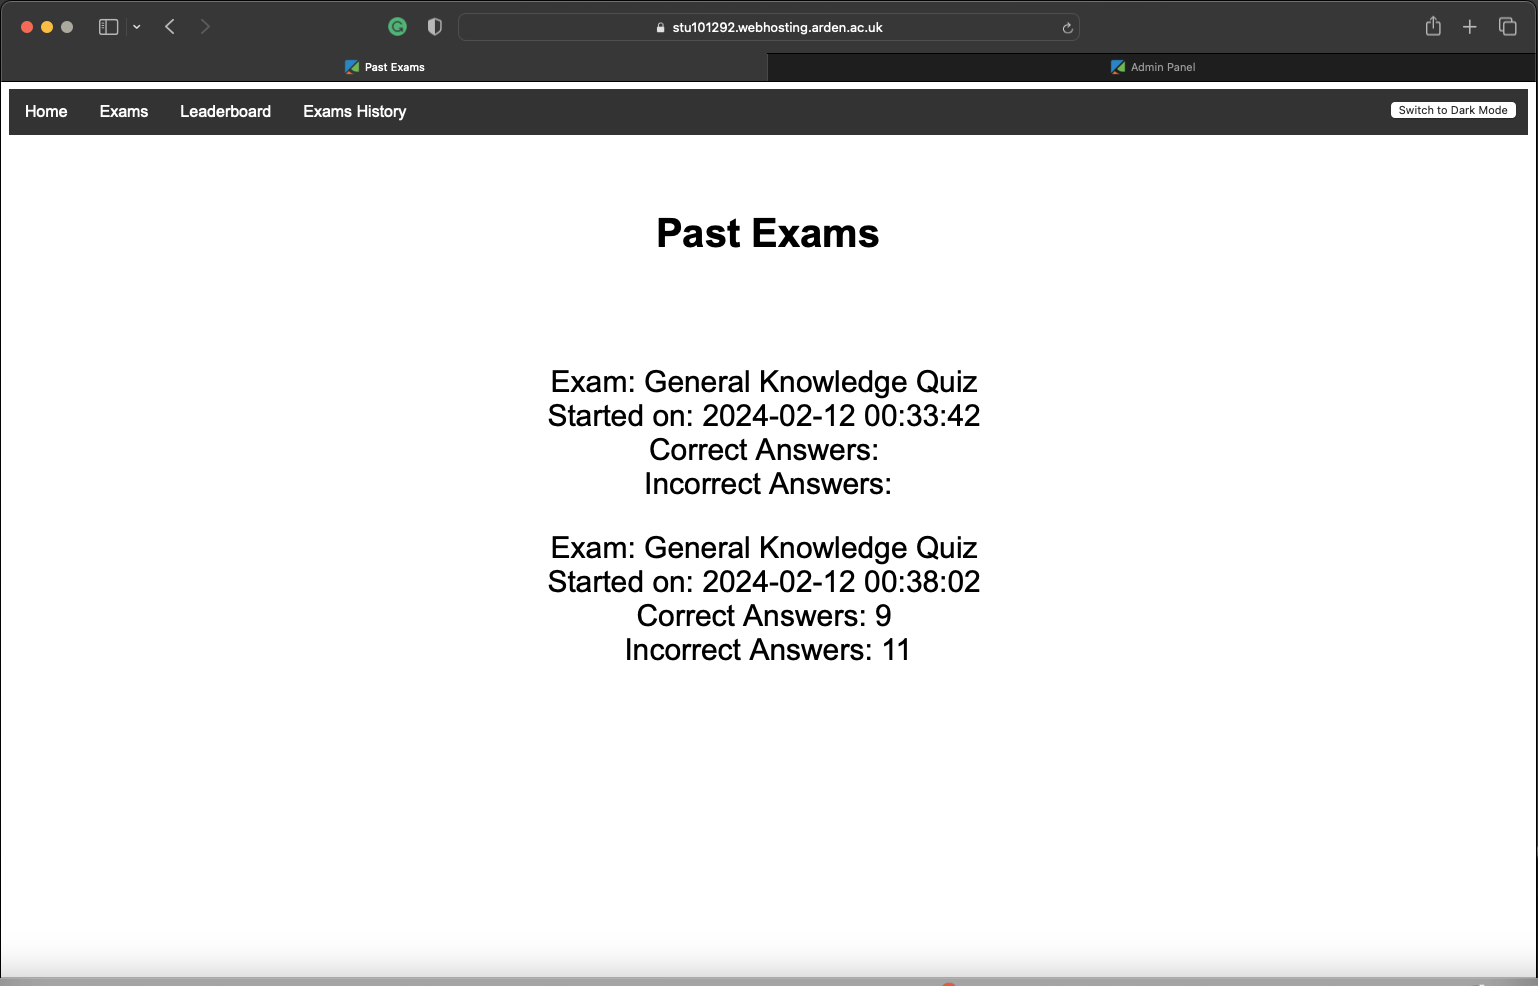 stu101292.webhosting.arden.ac.uk
Past Exams
Admin Panel
Home
Exams
Leaderboard
Exams History
Switch to Dark Mode
Past Exams
Exam: General Knowledge Quiz
Started on: 2024-02-12 00:33:42
Correct Answers:
Incorrect Answers:
Exam: General Knowledge Quiz
Started on: 2024-02-12 00:38:02
Correct Answers: 9
Incorrect Answers: 11